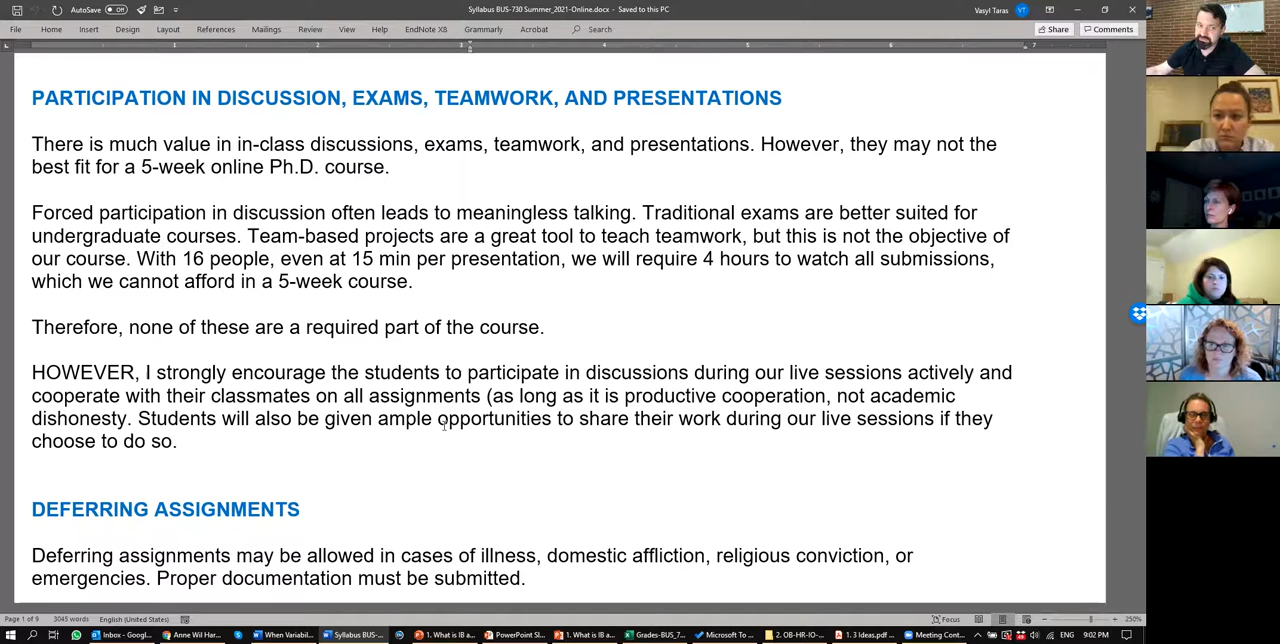 AutoSave Off
Syllabus BUS-730 Summer_2021-Online.docx - Saved to this PC
Vasyl Taras VT
File Home Insert Design Layout References Mailings Review View Help EndNote X8 Grammarly Acrobat Search Share Comments
1 2 3 4 5 6 7
PARTICIPATION IN DISCUSSION, EXAMS, TEAMWORK, AND PRESENTATIONS
There is much value in in-class discussions, exams, teamwork, and presentations. However, they may not the
best fit for a 5-week online Ph.D. course.
Forced participation in discussion often leads to meaningless talking. Traditional exams are better suited for
undergraduate courses. Team-based projects are a great tool to teach teamwork, but this is not the objective of
our course. With 16 people, even at 15 min per presentation, we will require 4 hours to watch all submissions,
which we cannot afford in a 5-week course.
Therefore, none of these are a required part of the course.
HOWEVER, I strongly encourage the students to participate in discussions during our live sessions actively and
cooperate with their classmates on all assignments (as long as it is productive cooperation, not academic
dishonesty. Students will also be given ample opportunities to share their work during our live sessions if they
choose to do so.
DEFERRING ASSIGNMENTS
Deferring assignments may be allowed in cases of illness, domestic affliction, religious conviction, or
emergencies. Proper documentation must be submitted.
Page 1 of 9 3045 words English (United States) Focus 250%
Inbox - Googl... Anne Wil Har... When Variabil... Syllabus BUS-... 1. What is IB a... PowerPoint Sl... 1. What is IB a... Grades-BUS_7... Microsoft To ... 2. OB-HR-IO-... 1. 3 Ideas.pdf ... Meeting Cont... ENG 9:02 PM